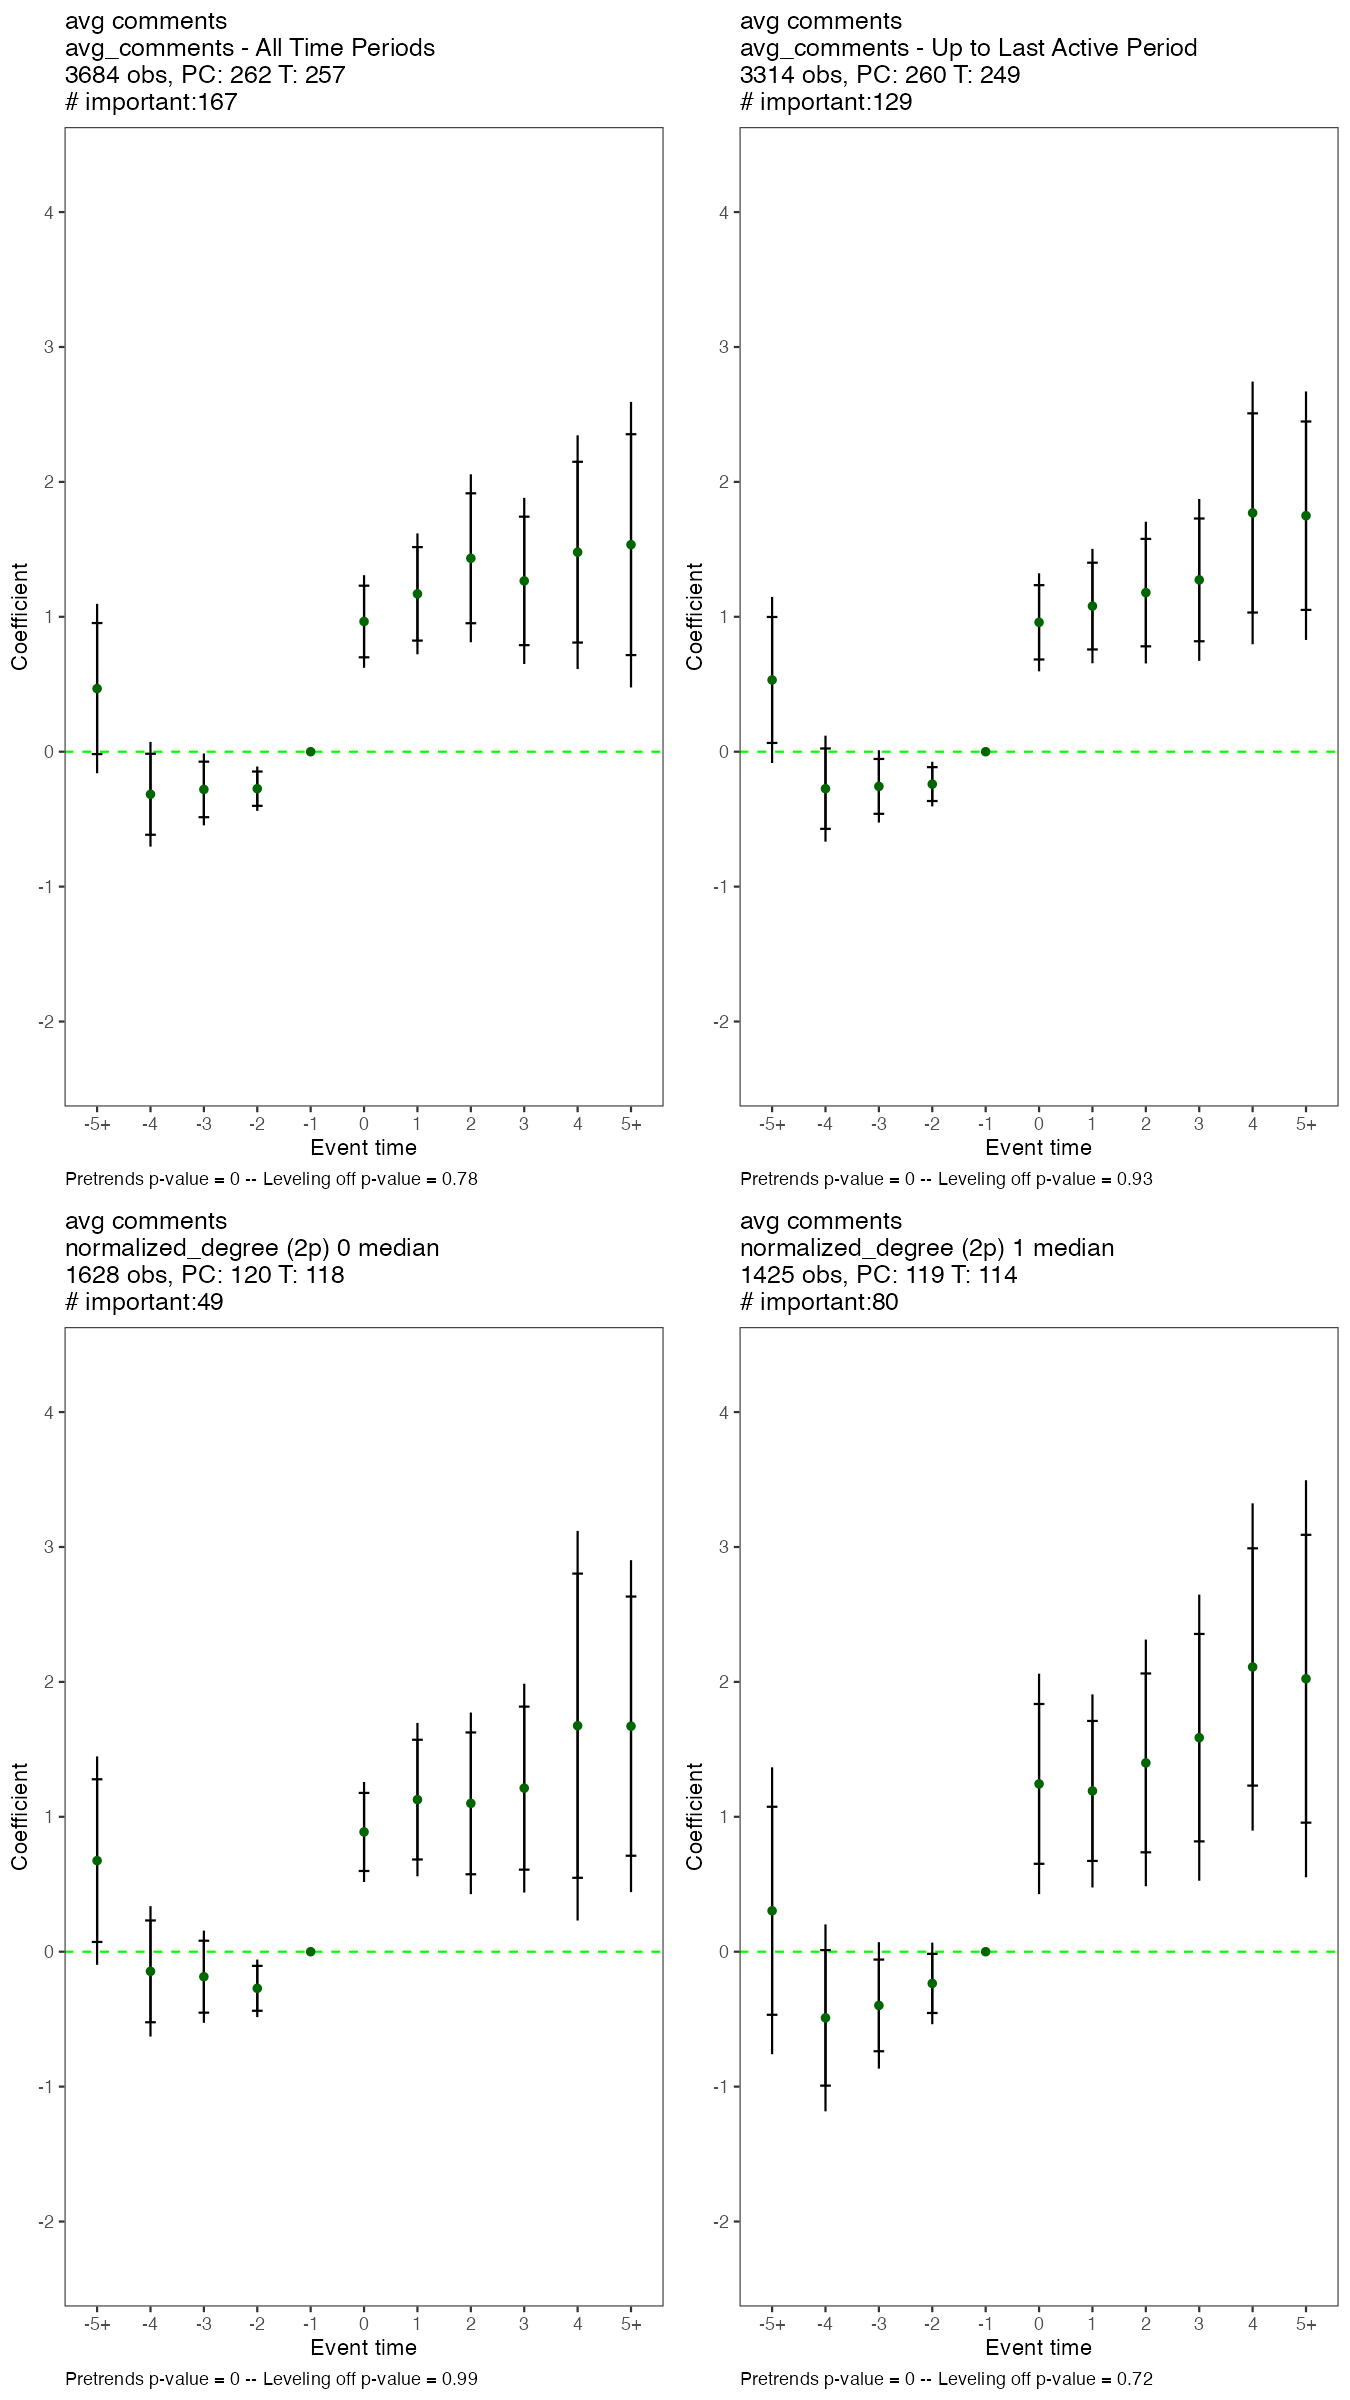 avg comments
avg_comments - All Time Periods
3684 obs, PC: 262 T: 257
# important:167
4
3
2
1
0
-1
-2
Coefficient
-5+ -4 -3 -2 -1 0 1 2 3 4 5+
Event time
Pretrends p-value = 0 -- Leveling off p-value = 0.78
avg comments
avg_comments - Up to Last Active Period
3314 obs, PC: 260 T: 249
# important:129
4
3
2
1
0
-1
-2
Coefficient
-5+ -4 -3 -2 -1 0 1 2 3 4 5+
Event time
Pretrends p-value = 0 -- Leveling off p-value = 0.93
avg comments
normalized_degree (2p) 0 median
1628 obs, PC: 120 T: 118
# important:49
4
3
2
1
0
-1
-2
Coefficient
-5+ -4 -3 -2 -1 0 1 2 3 4 5+
Event time
Pretrends p-value = 0 -- Leveling off p-value = 0.99
avg comments
normalized_degree (2p) 1 median
1425 obs, PC: 119 T: 114
# important:80
4
3
2
1
0
-1
-2
Coefficient
-5+ -4 -3 -2 -1 0 1 2 3 4 5+
Event time
Pretrends p-value = 0 -- Leveling off p-value = 0.72